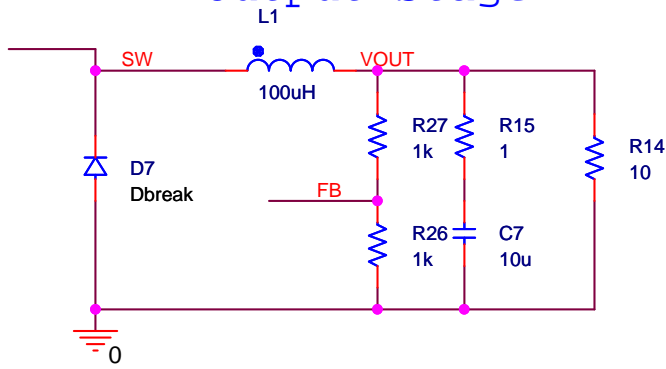 L1
SW
VOUT
100uH
R27
1k
R15
1
R14
10
D7
Dbreak
FB
R26
1k
C7
10u
0